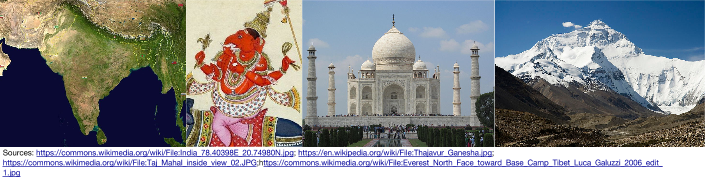 Sources: https://commons.wikimedia.org/wiki/File:India_78.40398E_20.74980N.jpg; https://en.wikipedia.org/wiki/File:Thajavur_Ganesha.jpg;
https://commons.wikimedia.org/wiki/File:Taj_Mahal_inside_view_02.JPG;https://commons.wikimedia.org/wiki/File:Everest_North_Face_toward_Base_Camp_Tibet_Luca_Galuzzi_2006_edit_
1.jpg